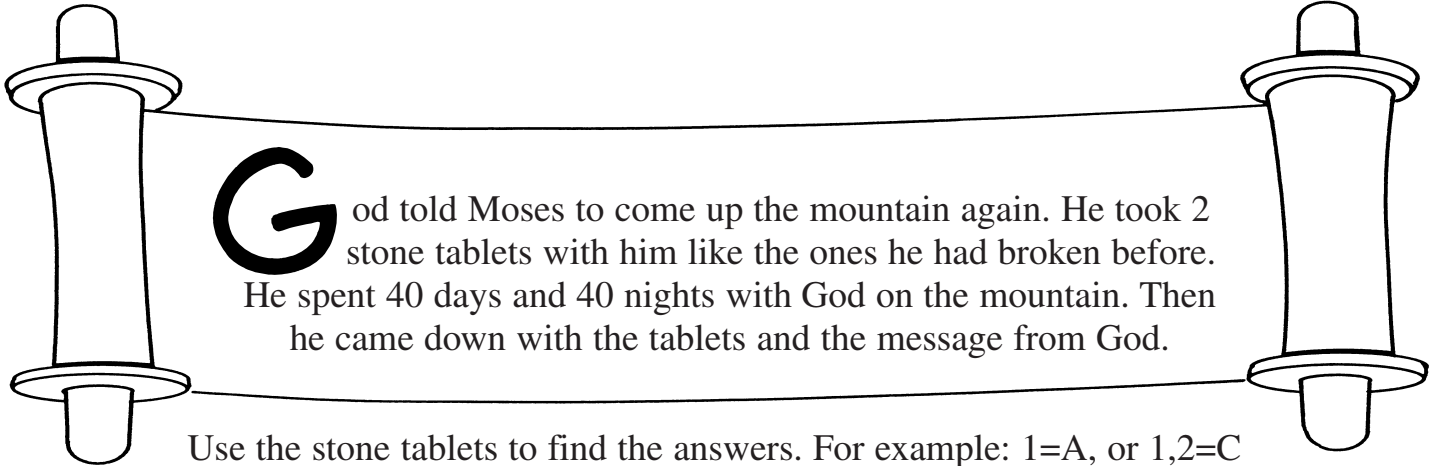 God told Moses to come up the mountain again. He took 2
stone tablets with him like the ones he had broken before.
He spent 40 days and 40 nights with God on the mountain. Then
he came down with the tablets and the message from God.
Use the stone tablets to find the answers. For example: 1=A, or 1,2=C